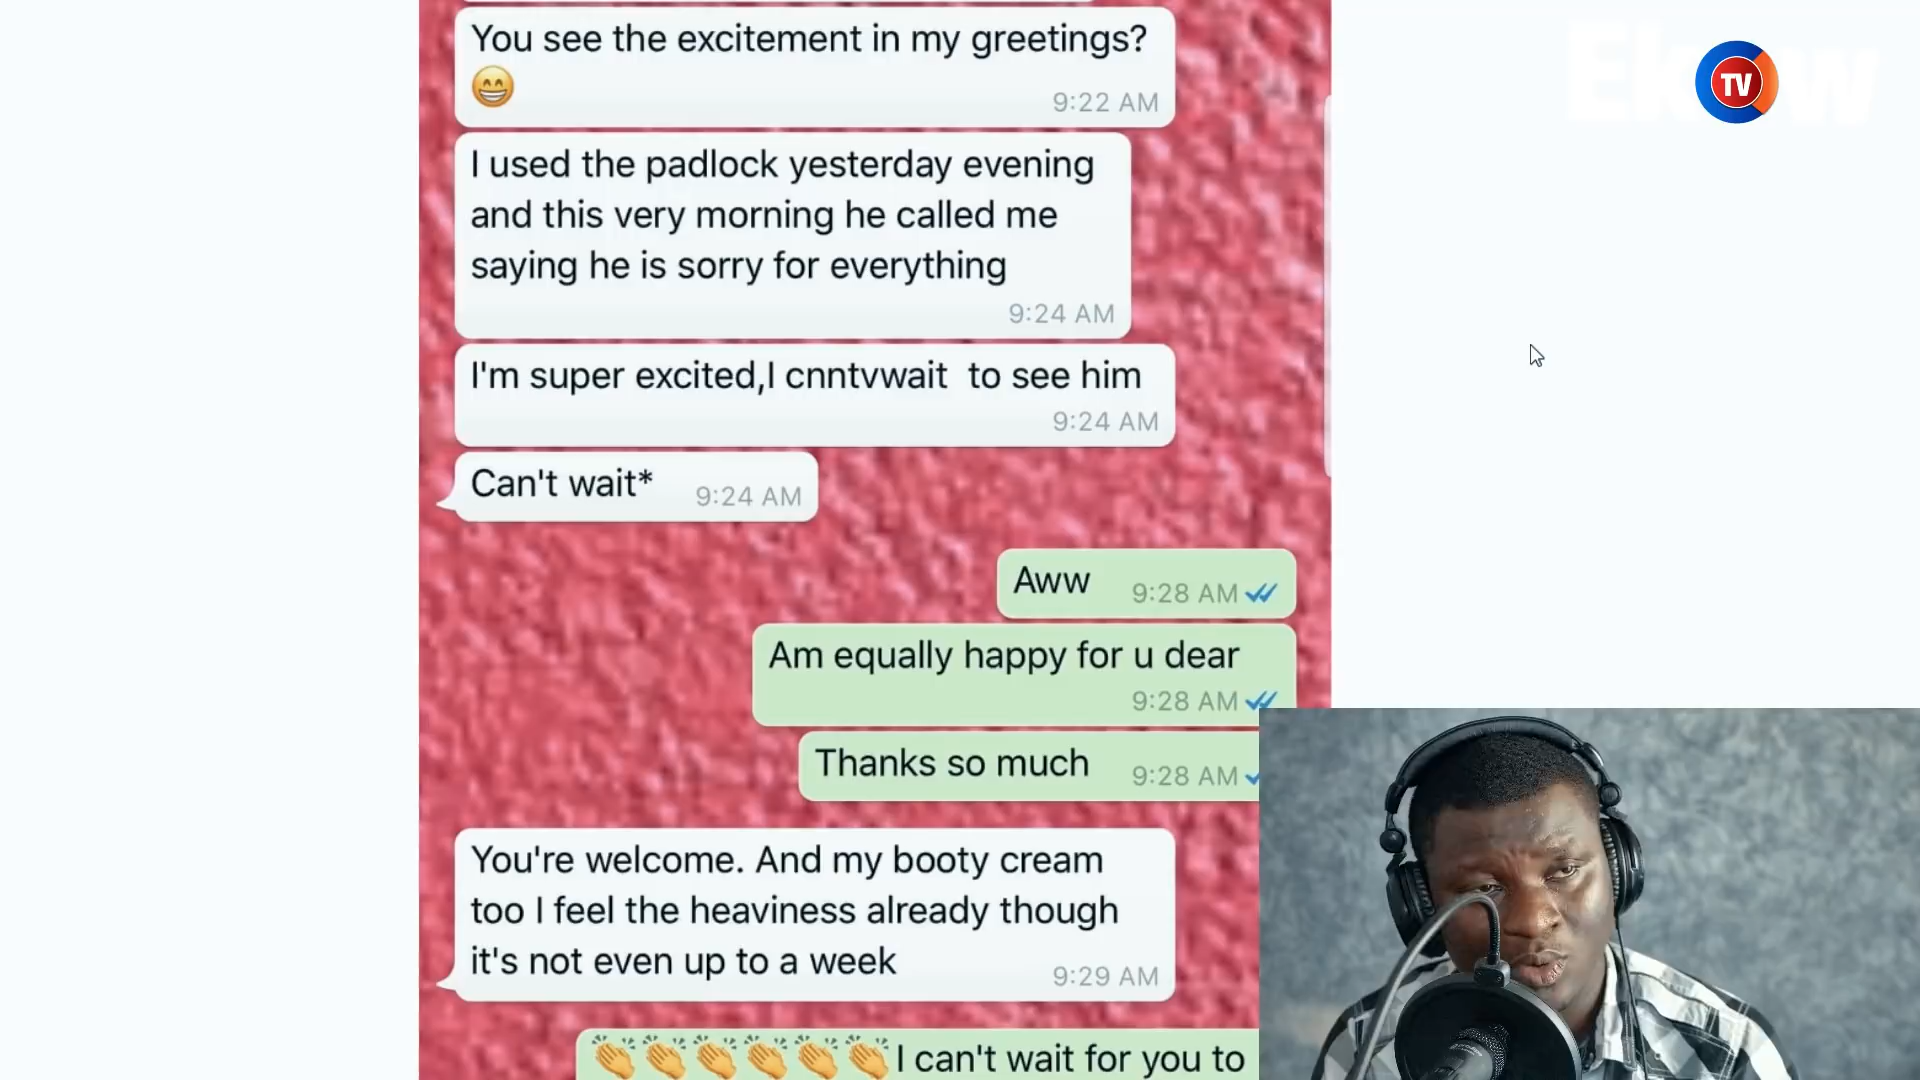 You see the excitement in my greetings?
😁
9:22 AM
I used the padlock yesterday evening
and this very morning he called me
saying he is sorry for everything
9:24 AM
I'm super excited,I cnntvwait  to see him
9:24 AM
Can't wait* 9:24 AM
Aww 9:28 AM
Am equally happy for u dear
9:28 AM
Thanks so much 9:28 AM
You're welcome. And my booty cream
too I feel the heaviness already though
it's not even up to a week
9:29 AM
👏👏👏👏👏👏I can't wait for you to
TV